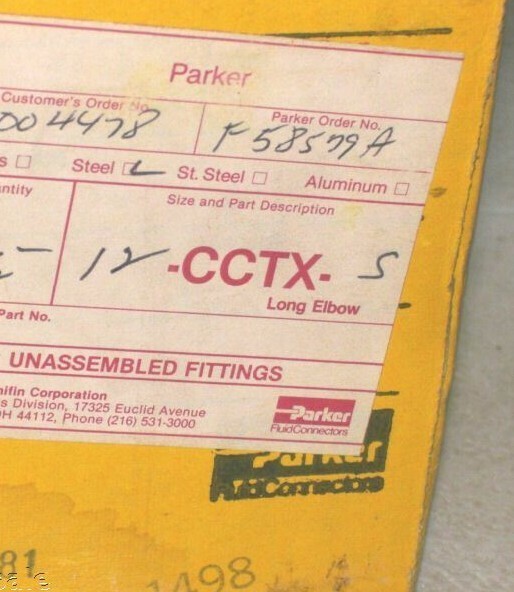 Parker
Customer's Order No.
004478
Parker Order No.
F58579A
s □ Steel □ St. Steel □ Aluminum □
ntity
Size and Part Description
12 -CCTX- S
Long Elbow
Part No.
UNASSEMBLED FITTINGS
nifin Corporation
s Division, 17325 Euclid Avenue
OH 44112, Phone (216) 531-3000
Parker
FluidConnectors
Parker
FluidConnectors
81
1498